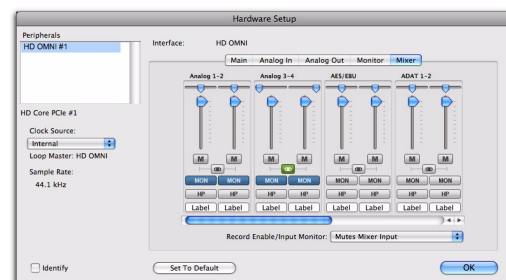 Hardware Setup
Peripherals
HD OMNI #1
Interface: HD OMNI
Main Analog In Analog Out Monitor Mixer
Analog 1-2 Analog 3-4 AES/EBU ADAT 1-2
HD Core PCIe #1
Clock Source:
Internal
Loop Master: HD OMNI
Sample Rate:
44.1 kHz
M M M M M M M M
MON MON MON MON MON MON MON MON
HP HP HP HP HP HP HP HP
Label Label Label Label Label Label Label Label
Record Enable/Input Monitor: Mutes Mixer Input
Identify
Set To Default
OK